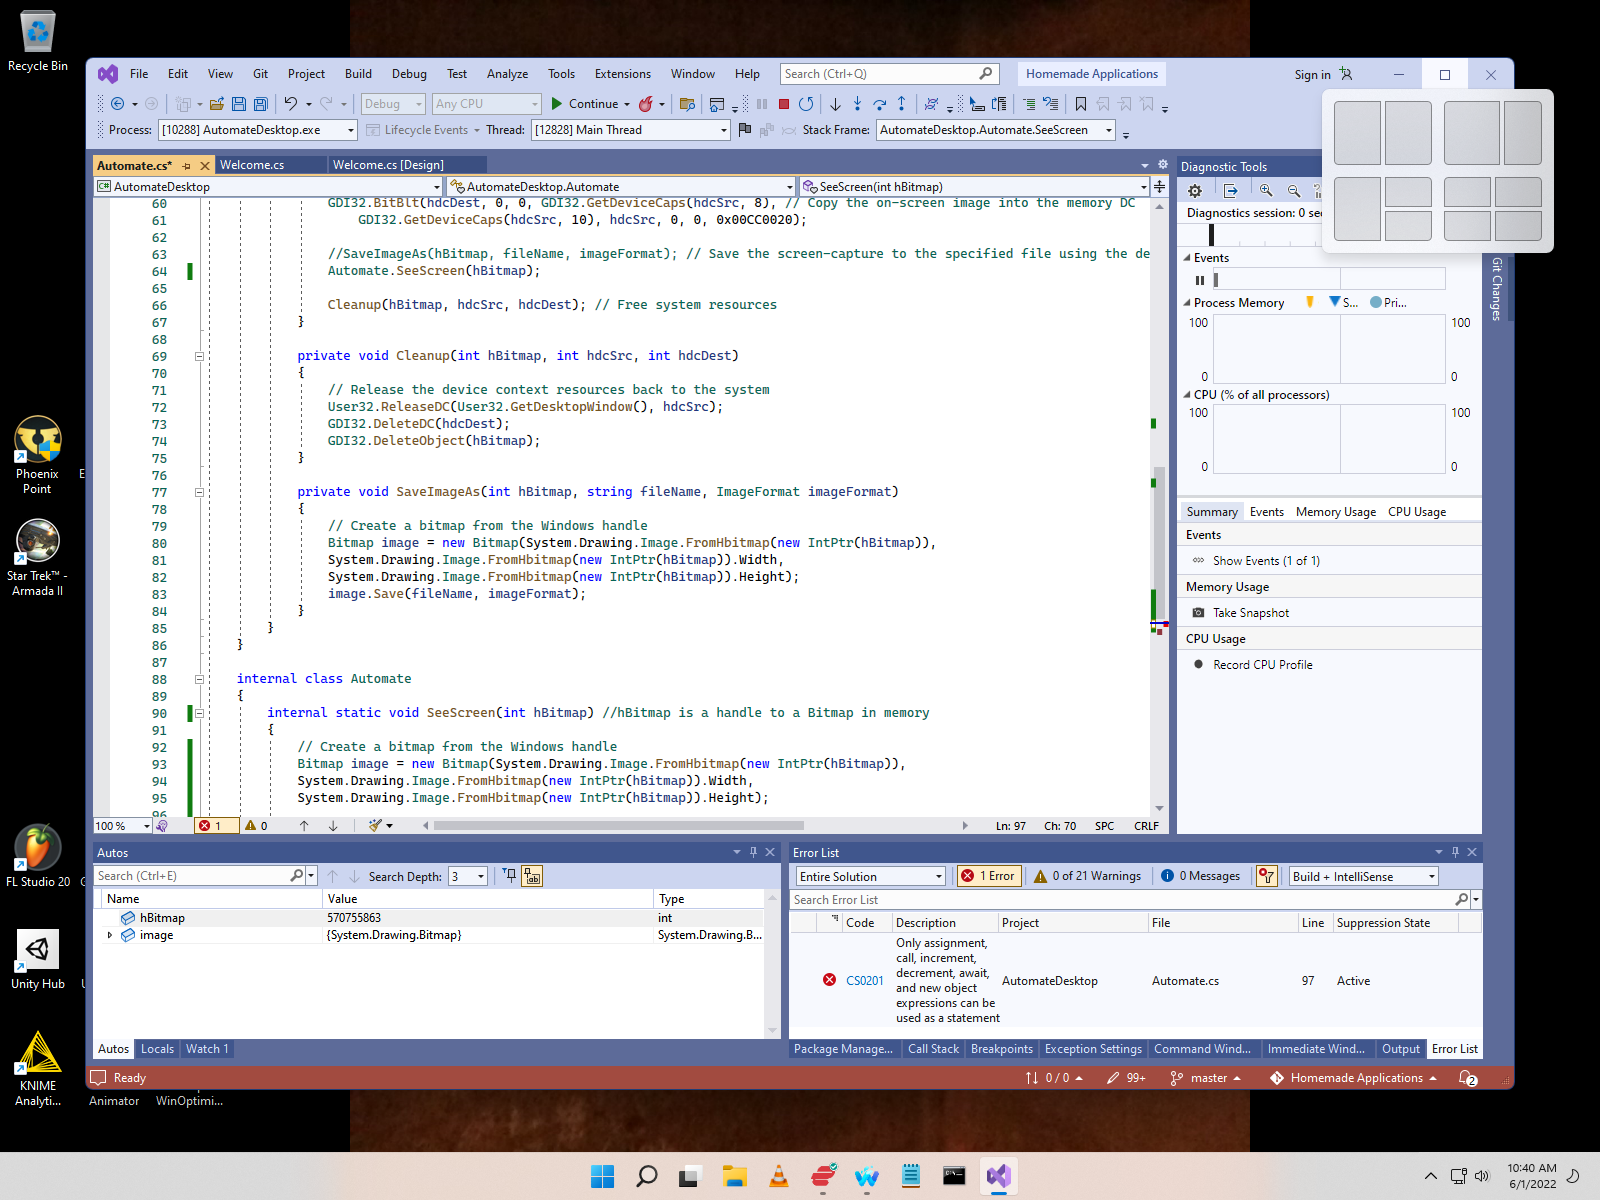 Recycle Bin
Phoenix
Point
Star Trek™ -
Armada II
FL Studio 20
Unity Hub
KNIME
Analyti...
Animator
WinOptimi...
File Edit View Git Project Build Debug Test Analyze Tools Extensions Window Help
Search (Ctrl+Q)
Homemade Applications
Sign in
Debug
Any CPU
Continue
Process: [10288] AutomateDesktop.exe
Lifecycle Events
Thread: [12828] Main Thread
Stack Frame: AutomateDesktop.Automate.SeeScreen
Automate.cs*
Welcome.cs
Welcome.cs [Design]
AutomateDesktop
AutomateDesktop.Automate
SeeScreen(int hBitmap)
60 GDI32.BitBlt(hdcDest, 0, 0, GDI32.GetDeviceCaps(hdcSrc, 8), // Copy the on-screen image into the memory DC
61 GDI32.GetDeviceCaps(hdcSrc, 10), hdcSrc, 0, 0, 0x00CC0020);
62
63 //SaveImageAs(hBitmap, fileName, imageFormat); // Save the screen-capture to the specified file using the de
64 Automate.SeeScreen(hBitmap);
65
66 Cleanup(hBitmap, hdcSrc, hdcDest); // Free system resources
67 }
68
69 private void Cleanup(int hBitmap, int hdcSrc, int hdcDest)
70 {
71 // Release the device context resources back to the system
72 User32.ReleaseDC(User32.GetDesktopWindow(), hdcSrc);
73 GDI32.DeleteDC(hdcDest);
74 GDI32.DeleteObject(hBitmap);
75 }
76
77 private void SaveImageAs(int hBitmap, string fileName, ImageFormat imageFormat)
78 {
79 // Create a bitmap from the Windows handle
80 Bitmap image = new Bitmap(System.Drawing.Image.FromHbitmap(new IntPtr(hBitmap)),
81 System.Drawing.Image.FromHbitmap(new IntPtr(hBitmap)).Width,
82 System.Drawing.Image.FromHbitmap(new IntPtr(hBitmap)).Height);
83 image.Save(fileName, imageFormat);
84 }
85 }
86 }
87
88 internal class Automate
89 {
90 internal static void SeeScreen(int hBitmap) //hBitmap is a handle to a Bitmap in memory
91 {
92 // Create a bitmap from the Windows handle
93 Bitmap image = new Bitmap(System.Drawing.Image.FromHbitmap(new IntPtr(hBitmap)),
94 System.Drawing.Image.FromHbitmap(new IntPtr(hBitmap)).Width,
95 System.Drawing.Image.FromHbitmap(new IntPtr(hBitmap)).Height);
96
100 %
1
0
Ln: 97 Ch: 70 SPC CRLF
Diagnostic Tools
Diagnostics session: 0 sec
Events
Process Memory
S...
Pri...
100
100
0
0
CPU (% of all processors)
100
100
0
0
Summary Events Memory Usage CPU Usage
Events
Show Events (1 of 1)
Memory Usage
Take Snapshot
CPU Usage
Record CPU Profile
Git Changes
Autos
Search (Ctrl+E)
Search Depth: 3
Name Value Type
hBitmap 570755863 int
image {System.Drawing.Bitmap} System.Drawing.B...
Autos Locals Watch 1
Error List
Entire Solution
1 Error
0 of 21 Warnings
0 Messages
Build + IntelliSense
Search Error List
Code Description Project File Line Suppression State
CS0201
Only assignment,
call, increment,
decrement, await,
and new object
expressions can be
used as a statement
AutomateDesktop Automate.cs 97 Active
Package Manage... Call Stack Breakpoints Exception Settings Command Wind... Immediate Wind... Output Error List
Ready
0 / 0
99+
master
Homemade Applications
2
10:40 AM
6/1/2022